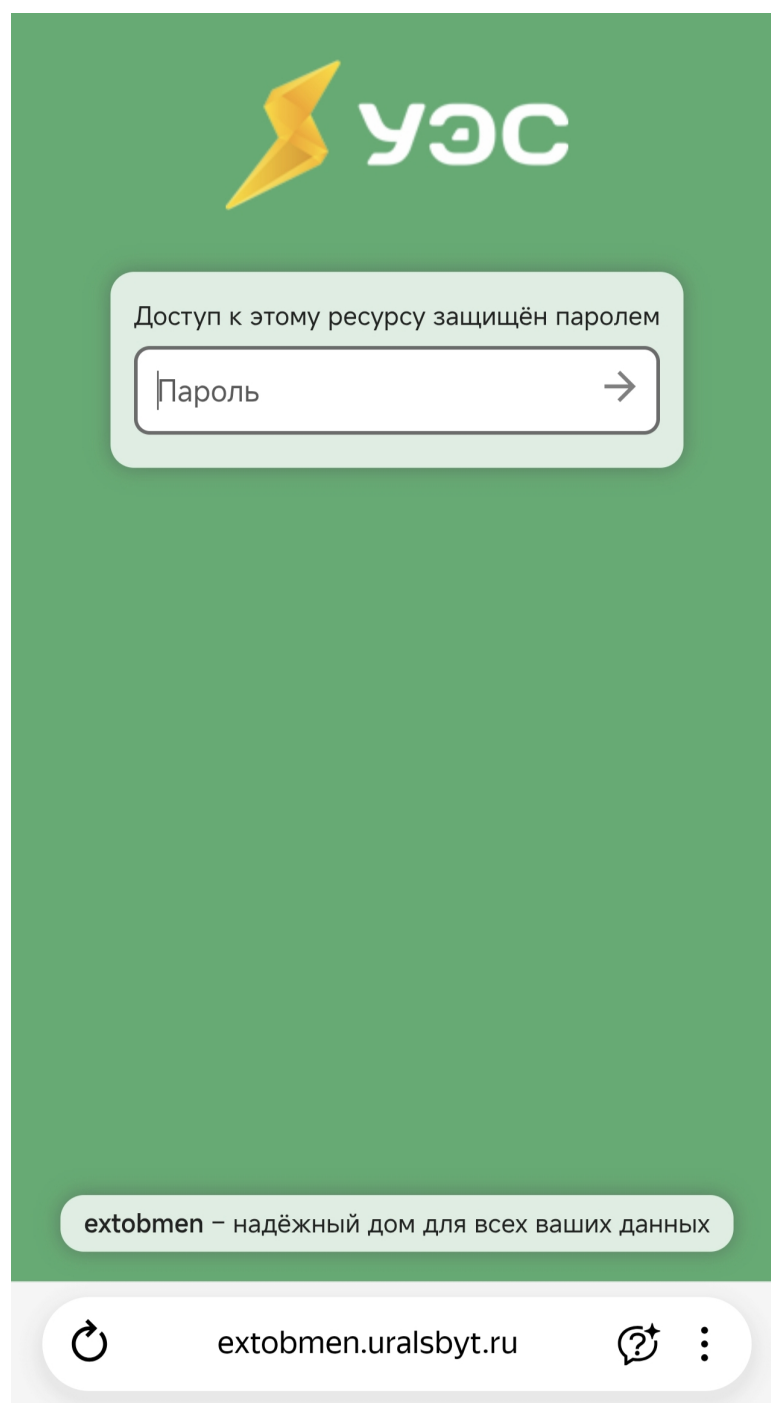 УЭС
Доступ к этому ресурсу защищён паролем
Пароль
extobmen – надёжный дом для всех ваших данных
extobmen.uralsbyt.ru